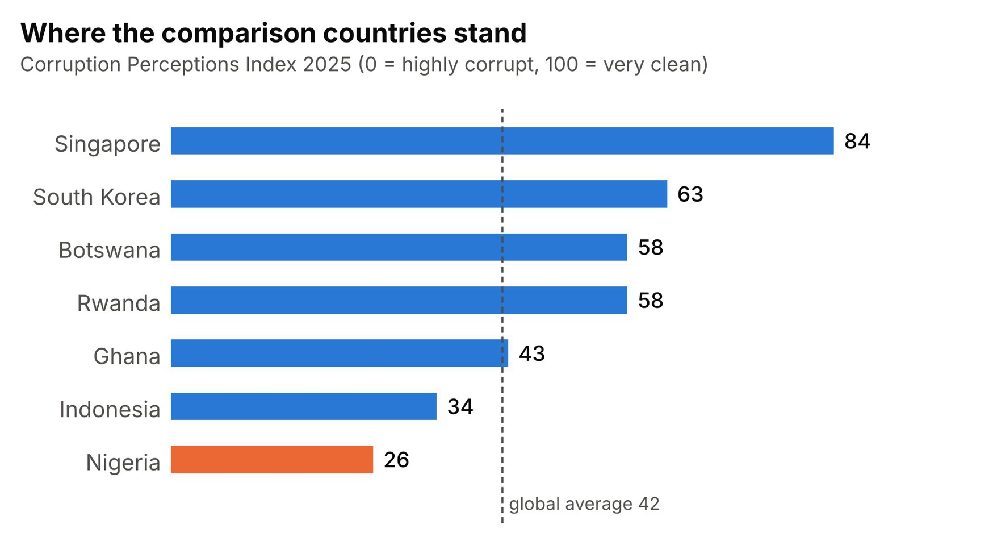 Where the comparison countries stand
Corruption Perceptions Index 2025 (0 = highly corrupt, 100 = very clean)
Singapore 84
South Korea 63
Botswana 58
Rwanda 58
Ghana 43
Indonesia 34
Nigeria 26
global average 42